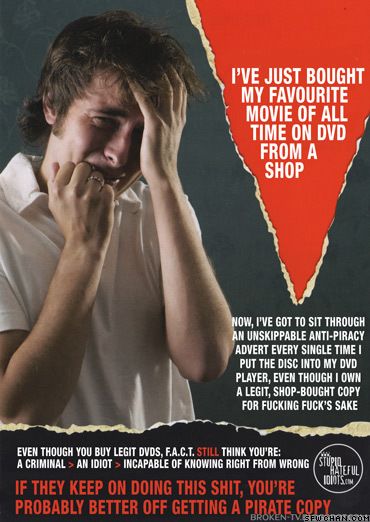 I'VE JUST BOUGHT
MY FAVOURITE
MOVIE OF ALL
TIME ON DVD
FROM A
SHOP
NOW, I'VE GOT TO SIT THROUGH
AN UNSKIPPABLE ANTI-PIRACY
ADVERT EVERY SINGLE TIME I
PUT THE DISC INTO MY DVD
PLAYER, EVEN THOUGH I OWN
A LEGIT, SHOP-BOUGHT COPY
FOR FUCKING FUCK'S SAKE
EVEN THOUGH YOU BUY LEGIT DVDS, F.A.C.T. STILL THINK YOU'RE:
A CRIMINAL > AN IDIOT > INCAPABLE OF KNOWING RIGHT FROM WRONG
WWW.
STUPID
HATEFUL
IDIOTS.COM
IF THEY KEEP ON DOING THIS SHIT, YOU'RE
PROBABLY BETTER OFF GETTING A PIRATE COPY